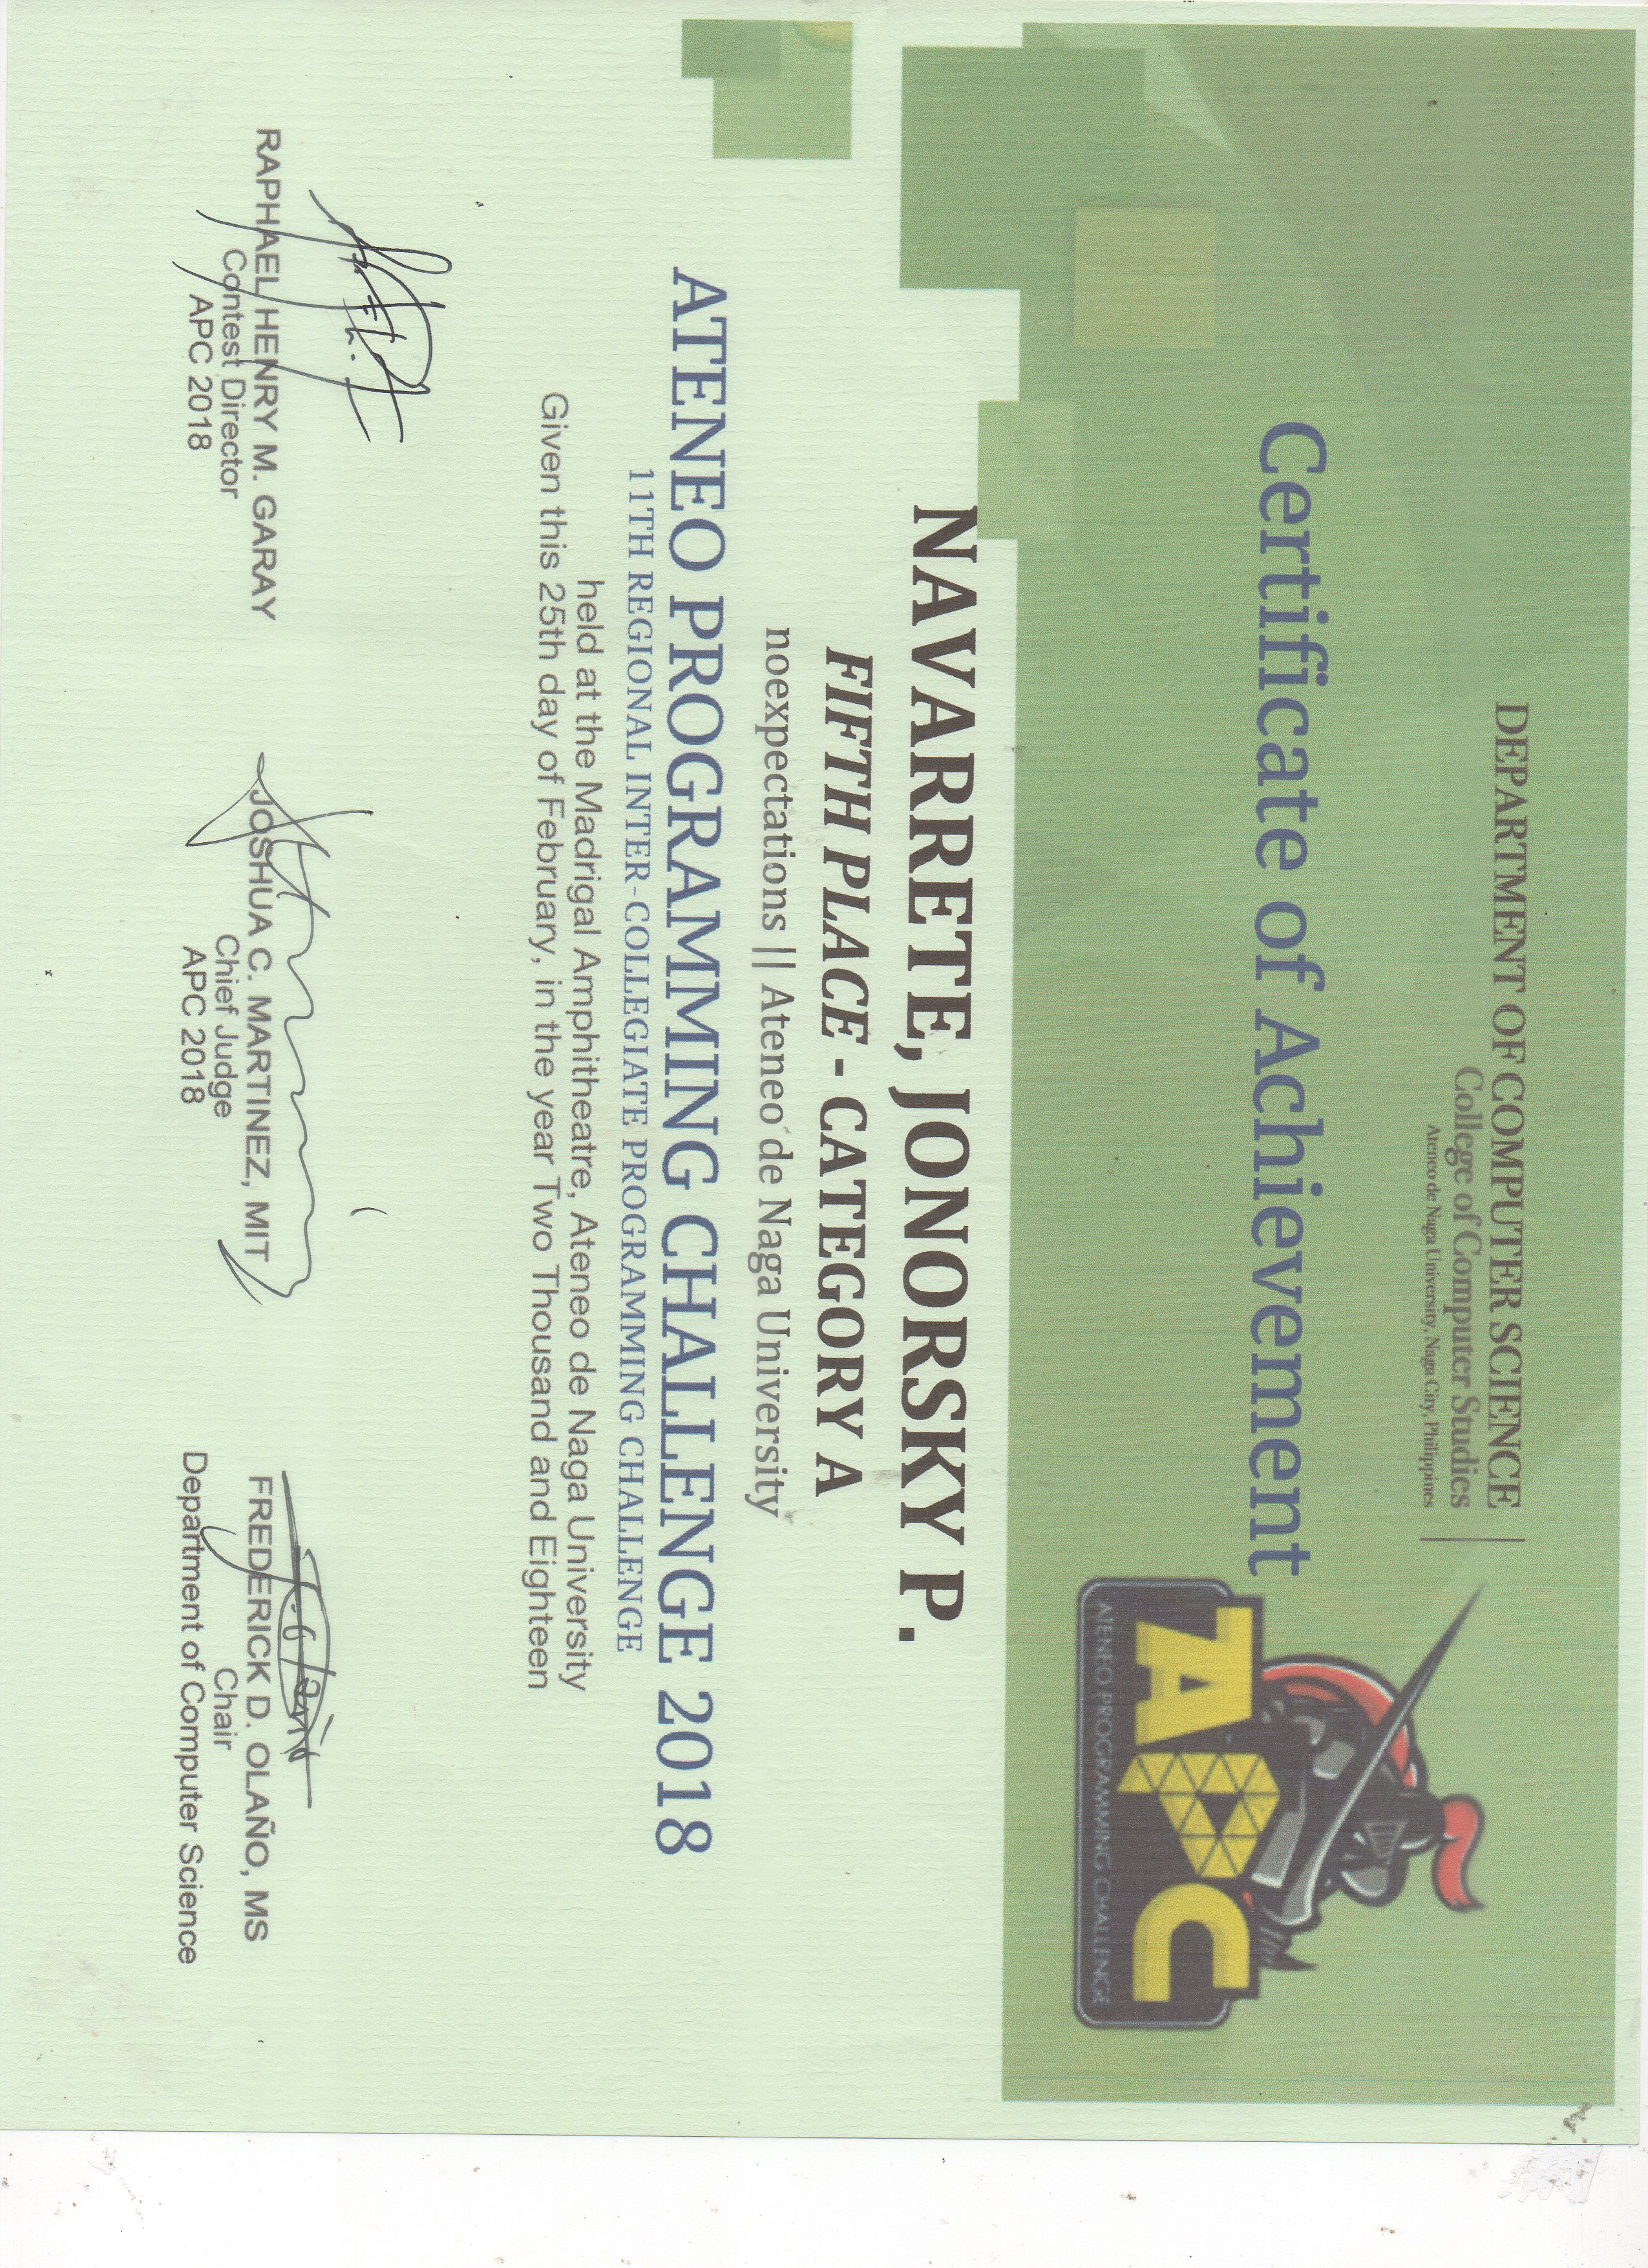 DEPARTMENT OF COMPUTER SCIENCE
College of Computer Studies
Ateneo de Naga University, Naga City, Philippines
Certificate of Achievement
APC
ATENEO PROGRAMMING CHALLENGE
NAVARRETE, JONORSKY P.
FIFTH PLACE - CATEGORY A
noexpectations || Ateneo de Naga University
ATENEO PROGRAMMING CHALLENGE 2018
11TH REGIONAL INTER-COLLEGIATE PROGRAMMING CHALLENGE
held at the Madrigal Amphitheatre, Ateneo de Naga University
Given this 25th day of February, in the year Two Thousand and Eighteen
RAPHAEL HENRY M. GARAY
Contest Director
APC 2018
JOSHUA C. MARTINEZ, MIT
Chief Judge
APC 2018
FREDERICK D. OLAÑO, MS
Chair
Department of Computer Science